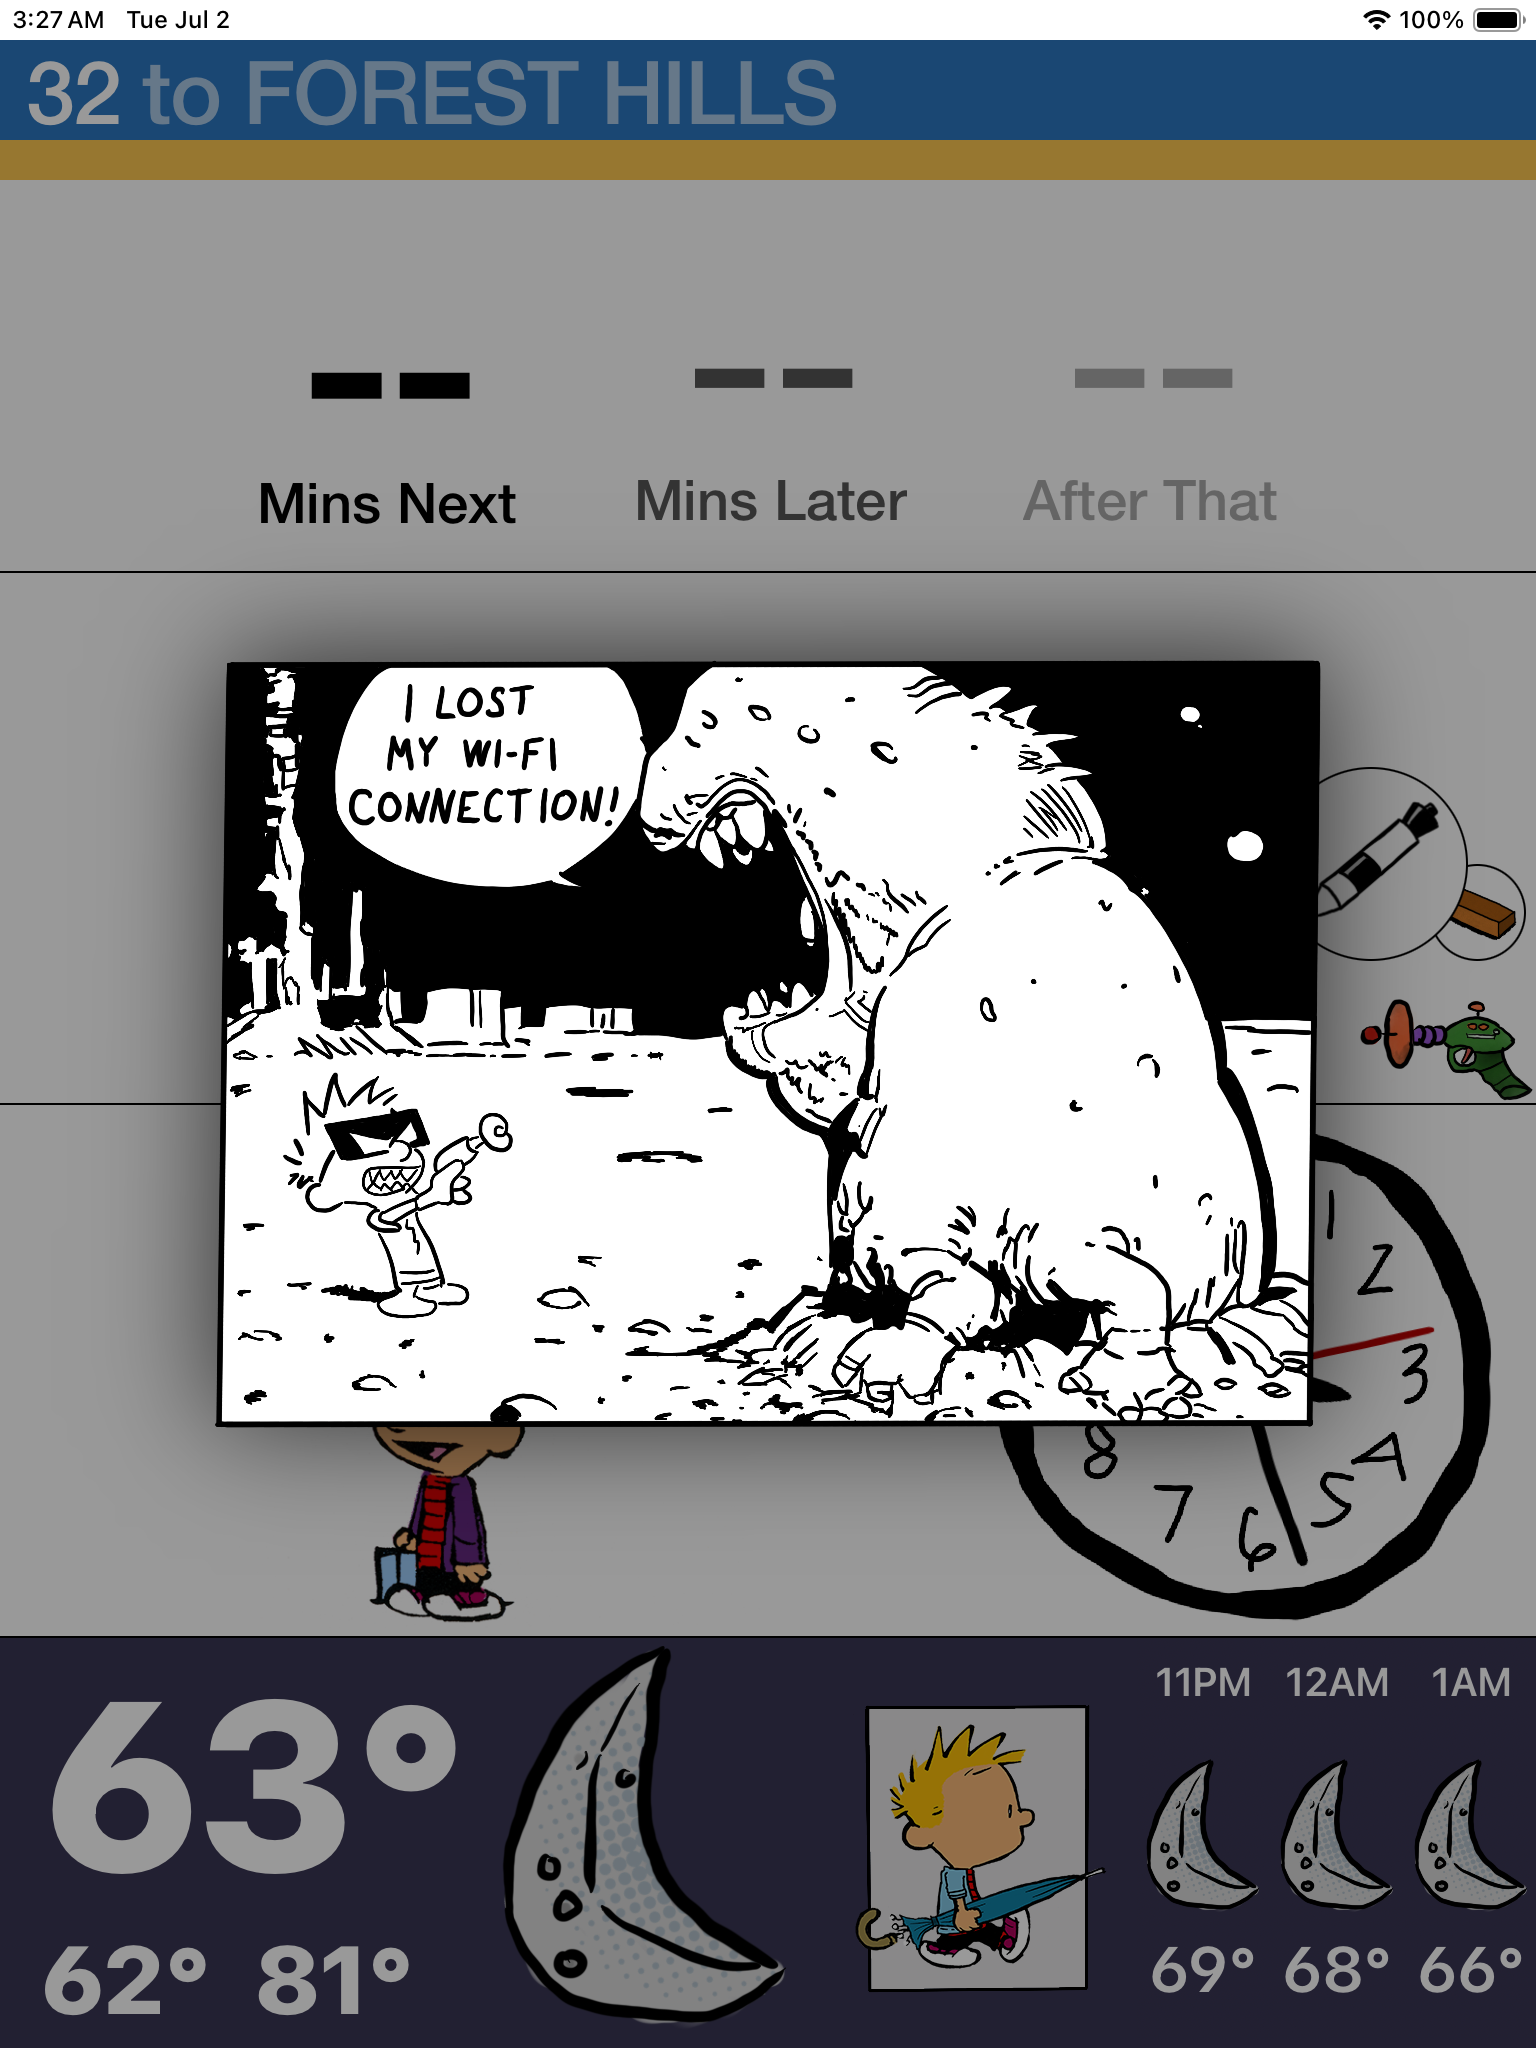 3:27 AM Tue Jul 2
100%
32 to FOREST HILLS
-- -- --
Mins Next Mins Later After That
I LOST
MY WI-FI
CONNECTION!
1
2
3
4
5
6
7
8
63°
62° 81°
11PM 12AM 1AM
69° 68° 66°